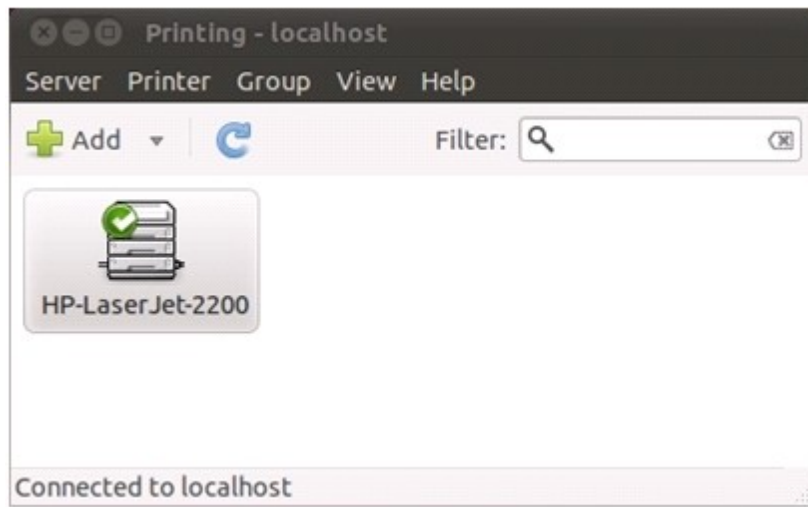 Printing - localhost
Server Printer Group View Help
Add Filter:
HP-LaserJet-2200
Connected to localhost